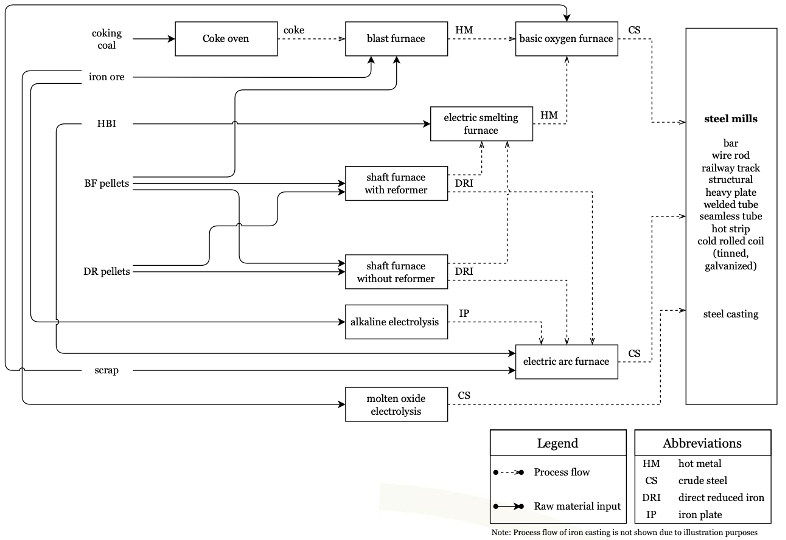 coking
coal
Coke oven
coke
blast furnace
HM
basic oxygen furnace
CS
iron ore
HBI
electric smelting
furnace
HM
BF pellets
shaft furnace
with reformer
DRI
DR pellets
shaft furnace
without reformer
DRI
alkaline electrolysis
IP
scrap
electric arc furnace
CS
molten oxide
electrolysis
CS
steel mills
bar
wire rod
railway track
structural
heavy plate
welded tube
seamless tube
hot strip
cold rolled coil
(tinned,
galvanized)
steel casting
Legend
Process flow
Raw material input
Abbreviations
HM hot metal
CS crude steel
DRI direct reduced iron
IP iron plate
Note: Process flow of iron casting is not shown due to illustration purposes